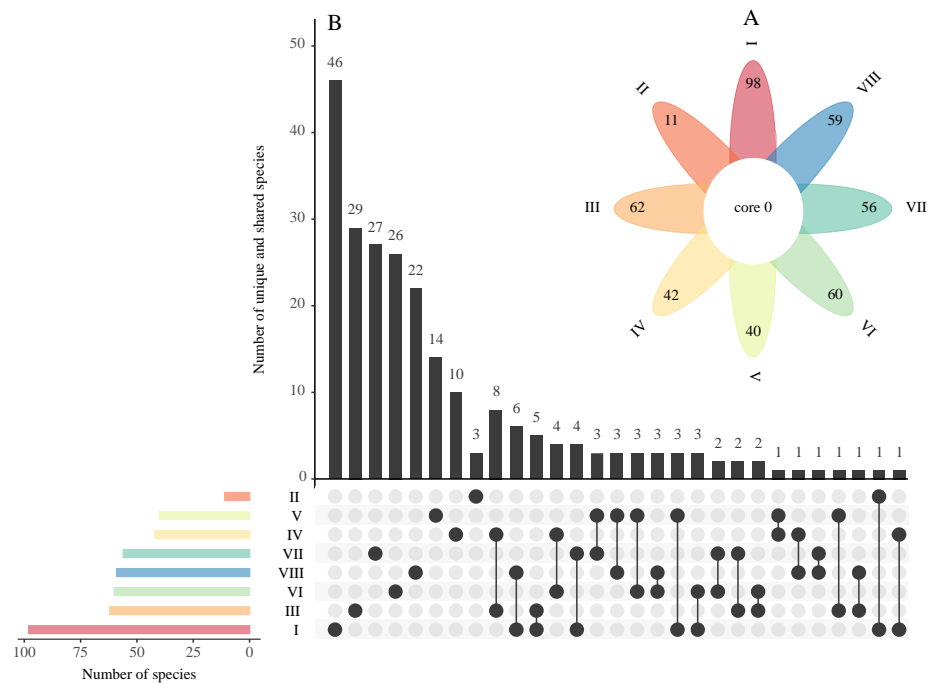 B
A
I
VIII
II
98
59
11
III
62
core 0
56
VII
42
60
40
IV
VI
V
Number of unique and shared species
50
40
30
20
10
0
46
29
27
26
22
14
10
3
8
6
5
4
4
3
3
3
3
3
3
2
2
2
1
1
1
1
1
1
1
II
V
IV
VII
VIII
VI
III
I
100
75
50
25
0
Number of species